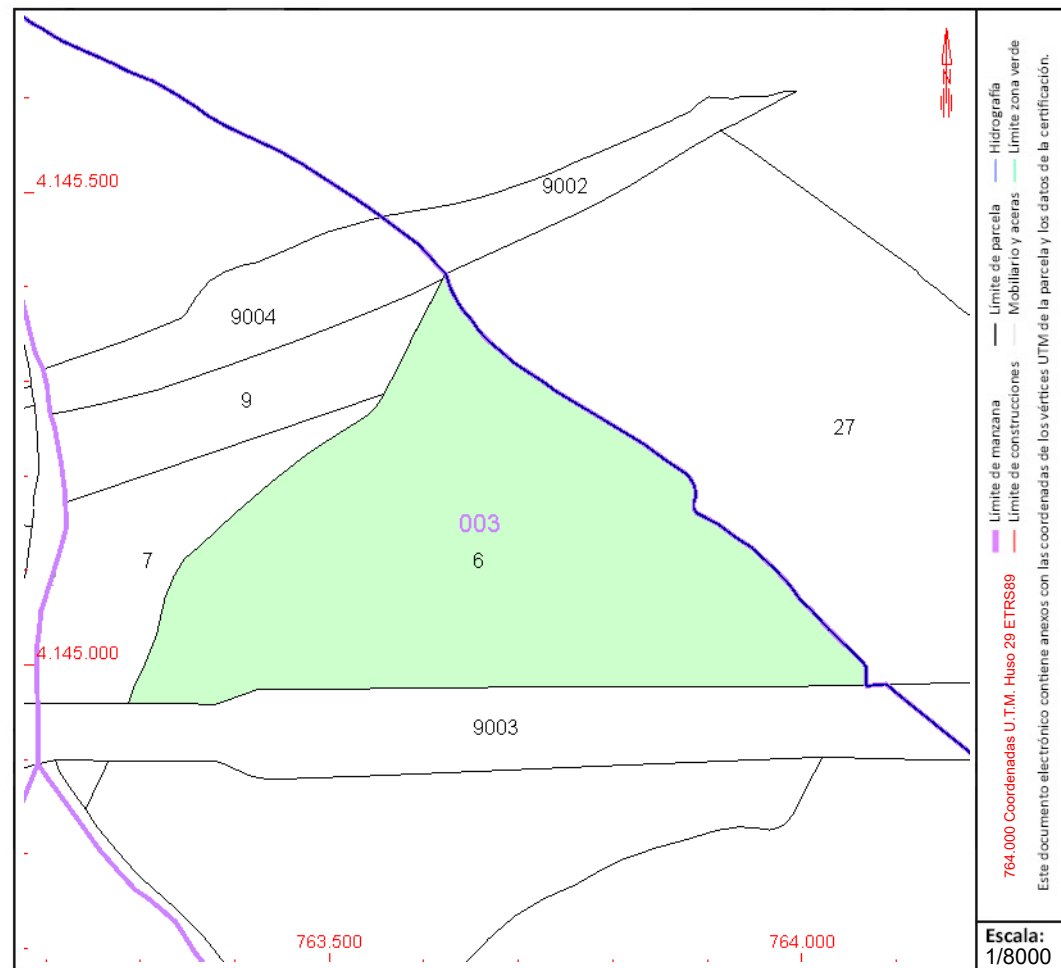 N
4.145.500
9002
9004
9
27
003
6
7
4.145.000
9003
763.500
764.000
Límite de manzana
Límite de parcela
Hidrografía
Límite de construcciones
Mobiliario y aceras
Límite zona verde
764.000 Coordenadas U.T.M. Huso 29 ETRS89
Este documento electrónico contiene anexos con las coordenadas de los vértices UTM de la parcela y los datos de la certificación.
Escala:
1/8000